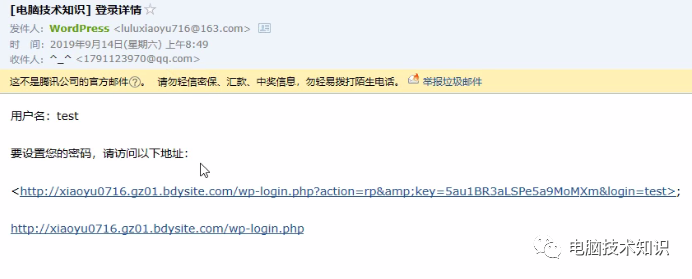 [电脑技术知识] 登录详情☆
发件人：WordPress <luluxiaoyu716@163.com>
时 间：2019年9月14日(星期六) 上午8:49
收件人：^_^ <1791123970@qq.com>
这不是腾讯公司的官方邮件?。 请勿轻信密保、汇款、中奖信息，勿轻易拨打陌生电话。 举报垃圾邮件
用户名：test
要设置您的密码，请访问以下地址：
<http://xiaoyu0716.gz01.bdysite.com/wp-login.php?action=rp&amp;key=5au1BR3aLSPe5a9MoMXm&login=test>;
http://xiaoyu0716.gz01.bdysite.com/wp-login.php
电脑技术知识